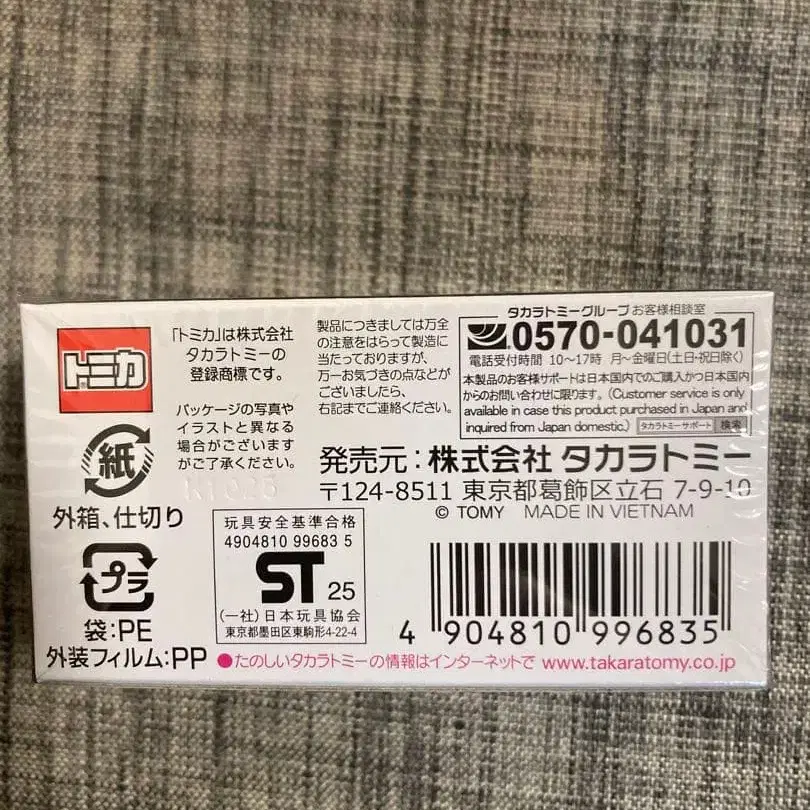 トミカ
「トミカ」は株式会社
タカラトミーの
登録商標です。
パッケージの写真や
イラストと異なる
場合がございます
がご了承ください。
製品につきましては万全
の注意をはらって製造に
当たっておりますが、
万一お気づきの点などが
ございましたら、
右記までご連絡ください。
タカラトミーグループ お客様相談室
0570-041031
電話受付時間 10〜17時 月〜金曜日(土日・祝日除く)
本製品のお客様サポートは日本国内でのご購入かつ日本国内
からのお問い合わせに限ります。(Customer service is only
available in case this product purchased in Japan and
inquired from Japan domestic.) タカラトミーサポート 検索
発売元:株式会社 タカラトミー
〒124-8511 東京都葛飾区立石 7-9-10
© TOMY MADE IN VIETNAM
紙
外箱、仕切り
プラ
袋:PE
外装フィルム:PP
玩具安全基準合格
4904810 99683 5
ST 25
(一社)日本玩具協会
東京都墨田区東駒形4-22-4
4 904810 996835
●たのしいタカラトミーの情報はインターネットで www.takaratomy.co.jp